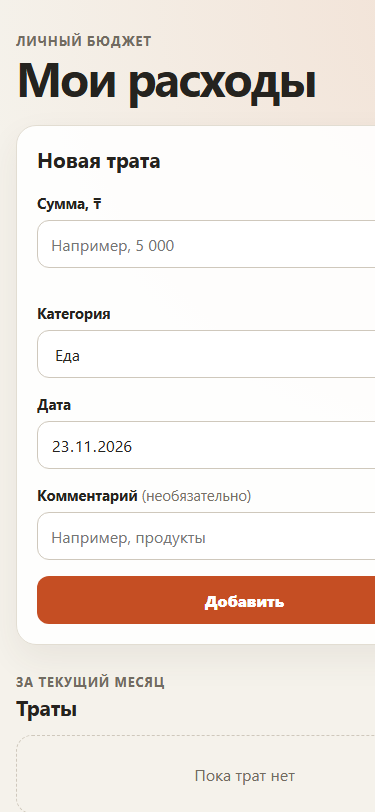 ЛИЧНЫЙ БЮДЖЕТ
Мои расходы
Новая трата
Сумма, ₸
Например, 5 000
Категория
Еда
Дата
23.11.2026
Комментарий (необязательно)
Например, продукты
Добавить
ЗА ТЕКУЩИЙ МЕСЯЦ
Траты
Пока трат нет